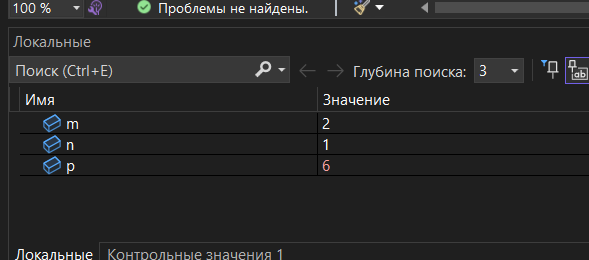 100 % Проблемы не найдены.
Локальные
Поиск (Ctrl+E) Глубина поиска: 3
Имя Значение
m 2
n 1
p 6
Локальные Контрольные значения 1